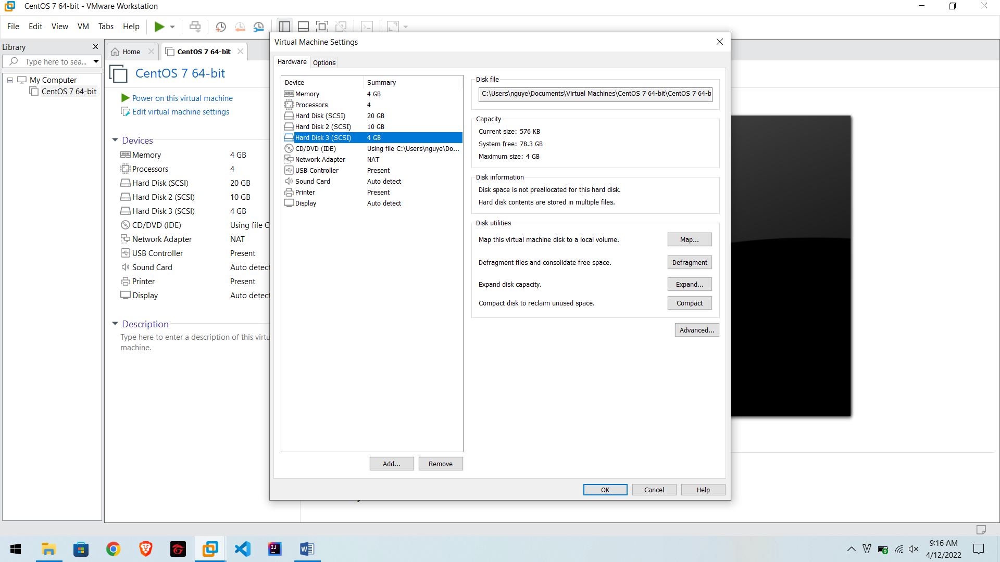 CentOS 7 64-bit - VMware Workstation
File Edit View VM Tabs Help
Library
Type here to sea...
My Computer
CentOS 7 64-bit
Home
CentOS 7 64-bit
CentOS 7 64-bit
Power on this virtual machine
Edit virtual machine settings
Devices
Memory 4 GB
Processors 4
Hard Disk (SCSI) 20 GB
Hard Disk 2 (SCSI) 10 GB
Hard Disk 3 (SCSI) 4 GB
CD/DVD (IDE) Using file C
Network Adapter NAT
USB Controller Present
Sound Card Auto detect
Printer Present
Display Auto detect
Description
Type here to enter a description of this virtu
machine.
Virtual Machine Settings
Hardware Options
Device Summary
Memory 4 GB
Processors 4
Hard Disk (SCSI) 20 GB
Hard Disk 2 (SCSI) 10 GB
Hard Disk 3 (SCSI) 4 GB
CD/DVD (IDE) Using file C:\Users\nguye\Do...
Network Adapter NAT
USB Controller Present
Sound Card Auto detect
Printer Present
Display Auto detect
Add... Remove
Disk file
C:\Users\nguye\Documents\Virtual Machines\CentOS 7 64-bit\CentOS 7 64-b
Capacity
Current size: 576 KB
System free: 78.3 GB
Maximum size: 4 GB
Disk information
Disk space is not preallocated for this hard disk.
Hard disk contents are stored in multiple files.
Disk utilities
Map this virtual machine disk to a local volume. Map...
Defragment files and consolidate free space. Defragment
Expand disk capacity. Expand...
Compact disk to reclaim unused space. Compact
Advanced...
OK Cancel Help
9:16 AM
4/12/2022